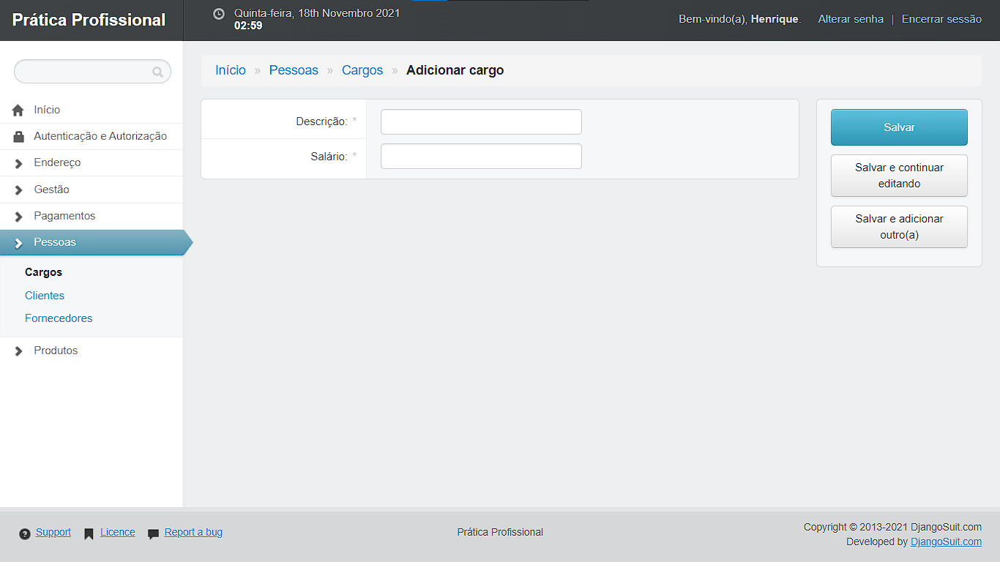 Prática Profissional
Quinta-feira, 18th Novembro 2021
02:59
Bem-vindo(a), Henrique. Alterar senha | Encerrar sessão
Início
Autenticação e Autorização
Endereço
Gestão
Pagamentos
Pessoas
Cargos
Clientes
Fornecedores
Produtos
Início » Pessoas » Cargos » Adicionar cargo
Descrição: *
Salário: *
Salvar
Salvar e continuar
editando
Salvar e adicionar
outro(a)
Support Licence Report a bug
Prática Profissional
Copyright © 2013-2021 DjangoSuit.com
Developed by DjangoSuit.com